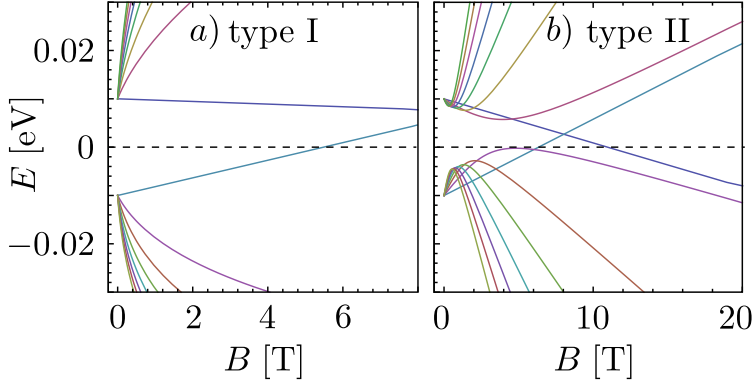 a) type I
b) type II
E [eV]
0.02
0
−0.02
0 2 4 6
0 10 20
B [T]
B [T]